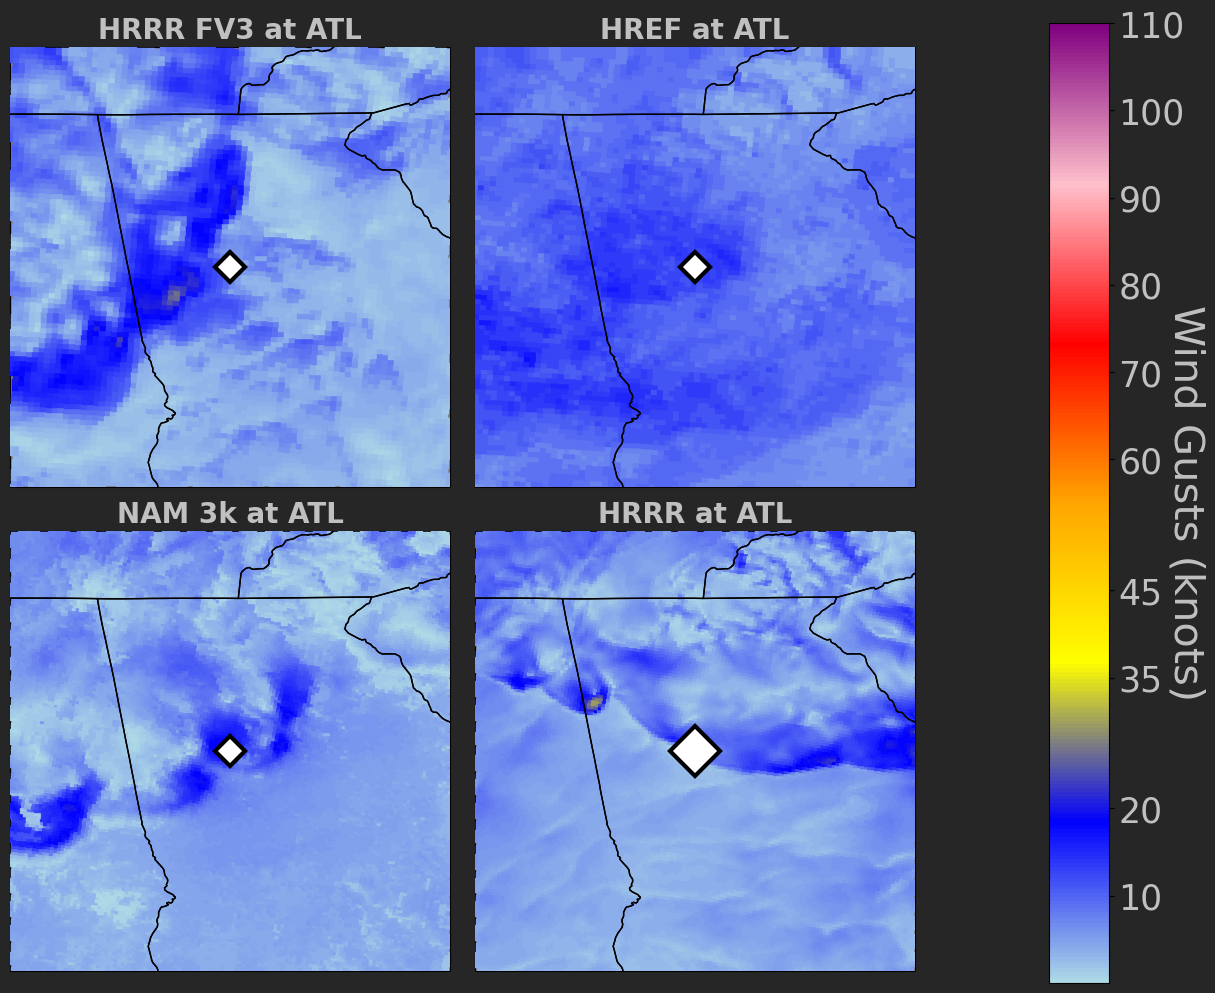 HRRR FV3 at ATL
HREF at ATL
NAM 3k at ATL
HRRR at ATL
110
100
90
80
70
60
45
35
20
10
Wind Gusts (knots)